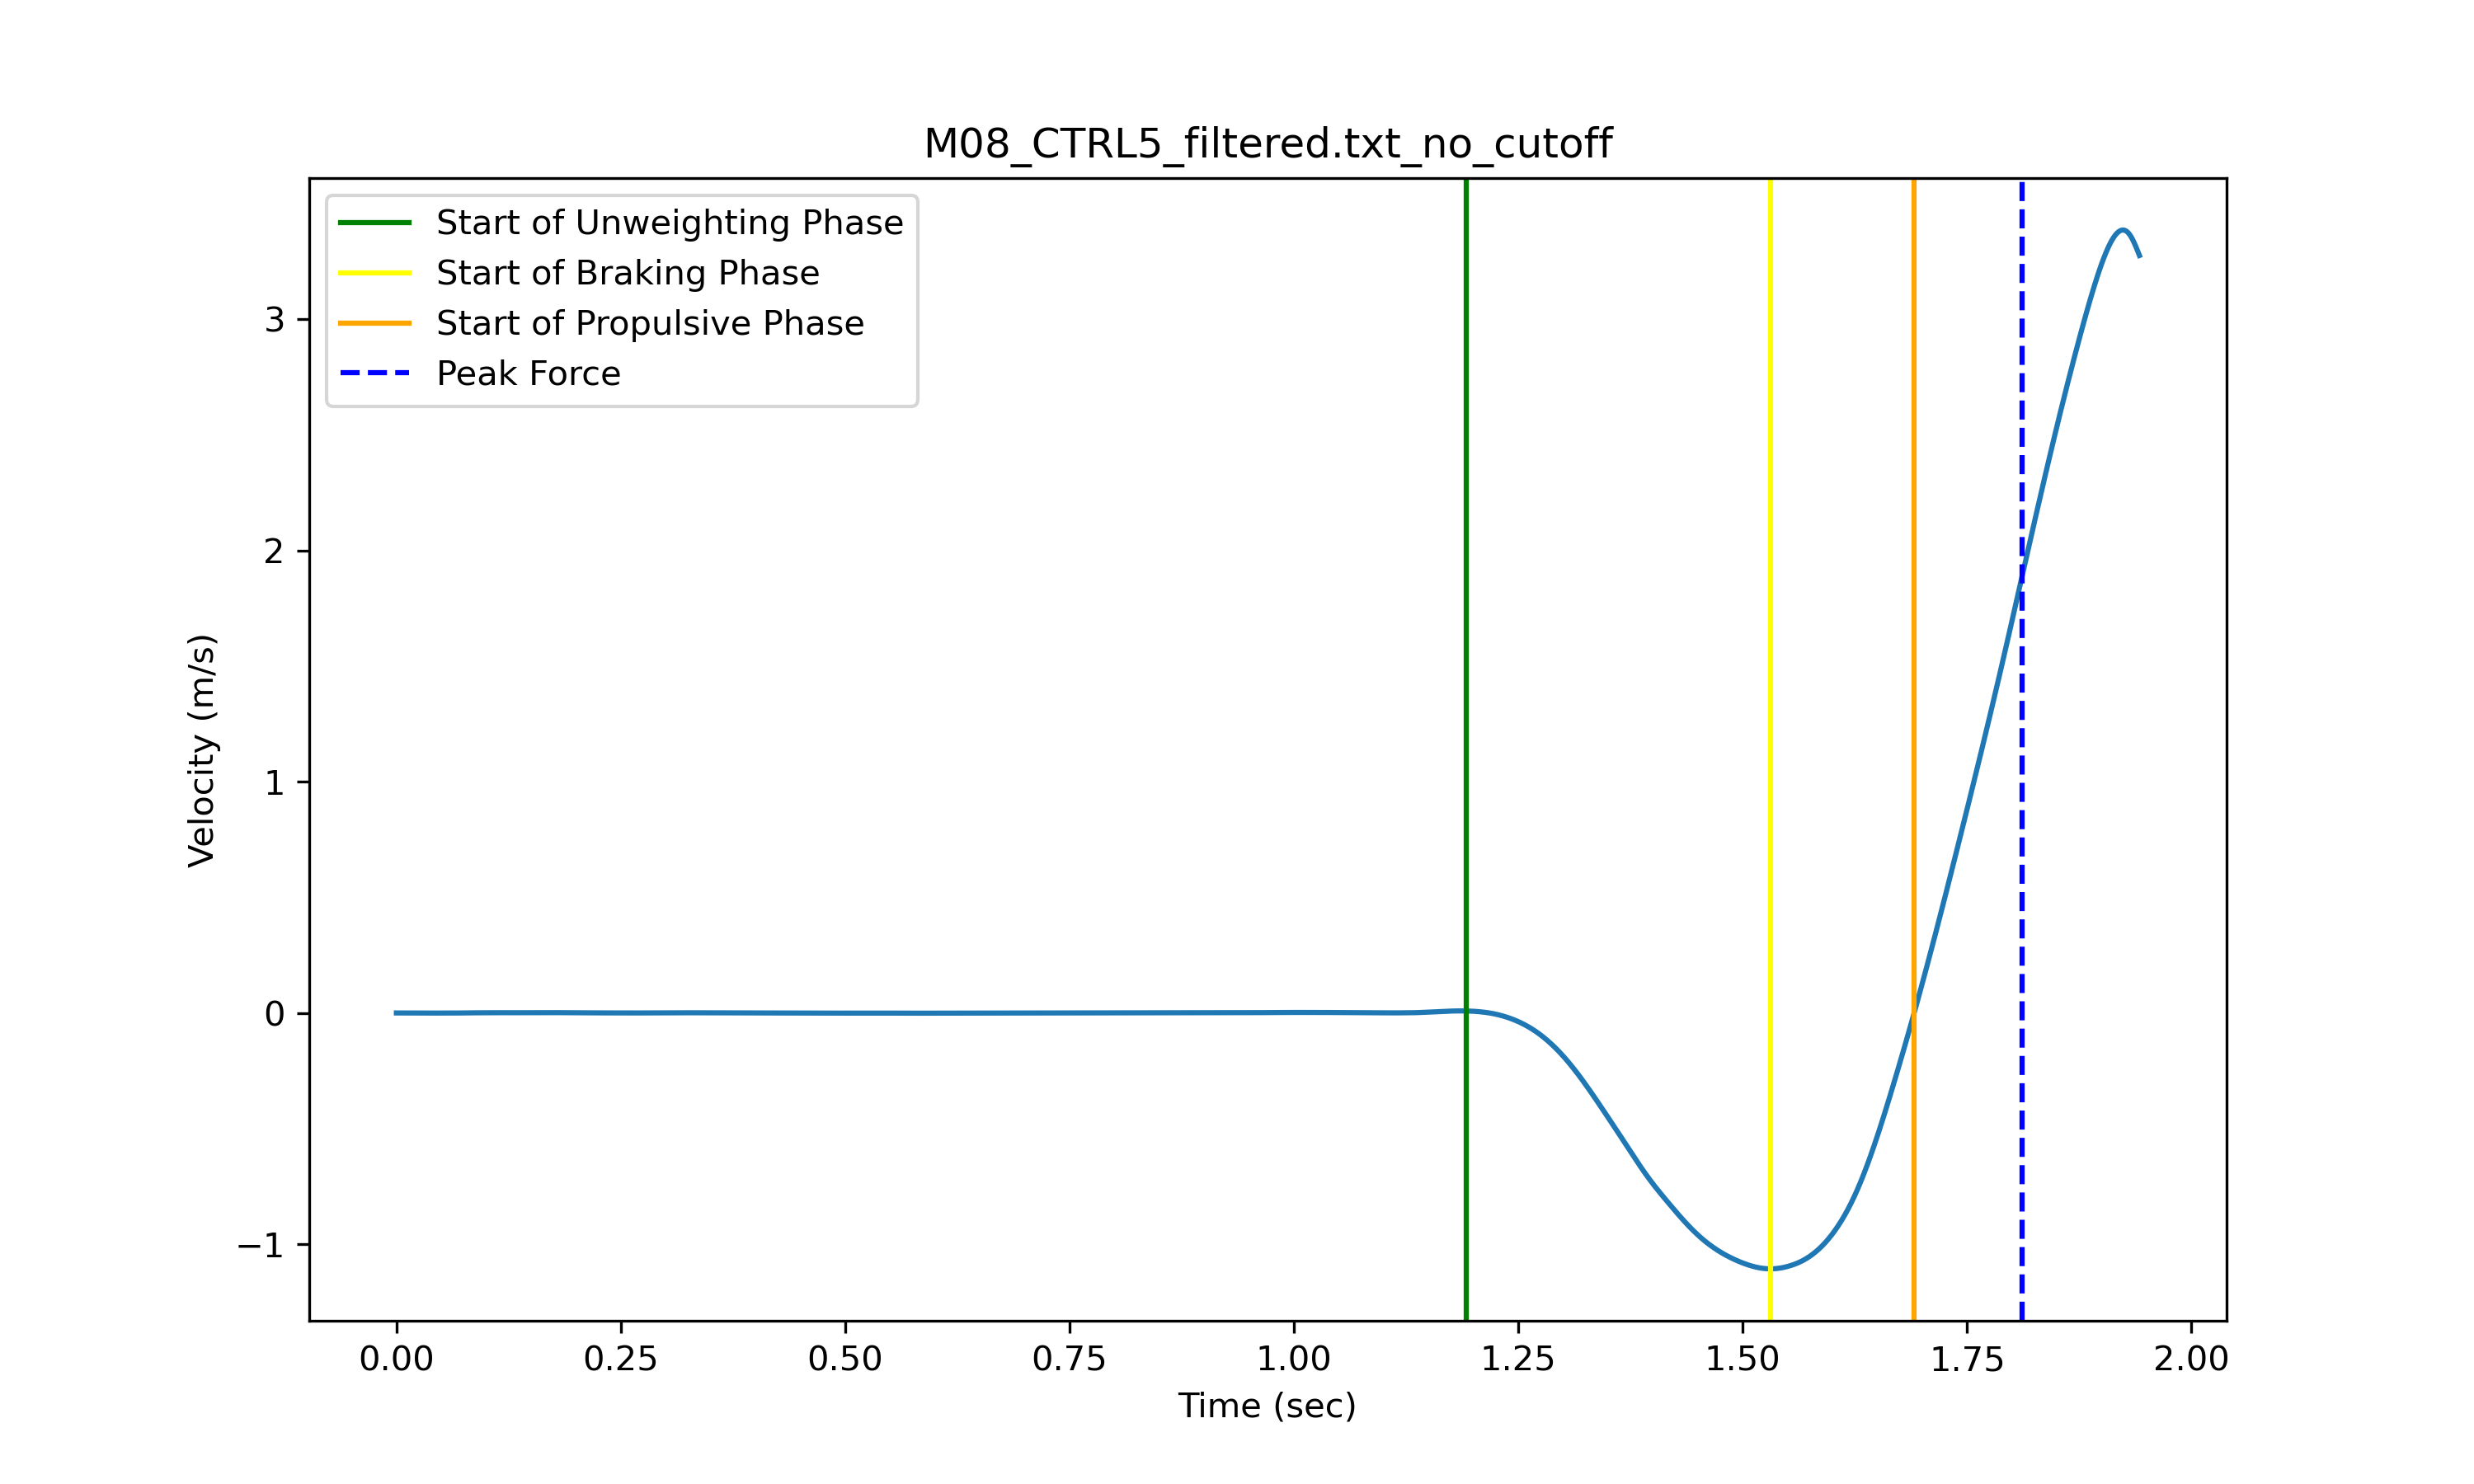 M08_CTRL5_filtered.txt_no_cutoff
Start of Unweighting Phase
Start of Braking Phase
Start of Propulsive Phase
Peak Force
Velocity (m/s)
3
2
1
0
−1
0.00 0.25 0.50 0.75 1.00 1.25 1.50 1.75 2.00
Time (sec)